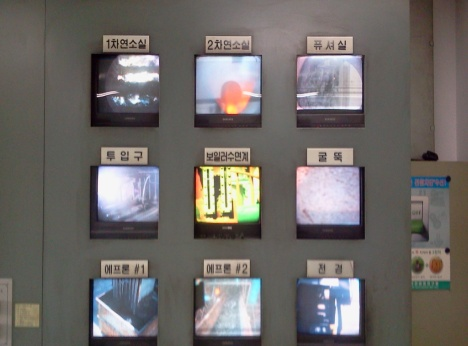 1차연소실
2차연소실
퓨셔실
투입구
보일러수면계
굴뚝
에프론 #1
에프론 #2
전경